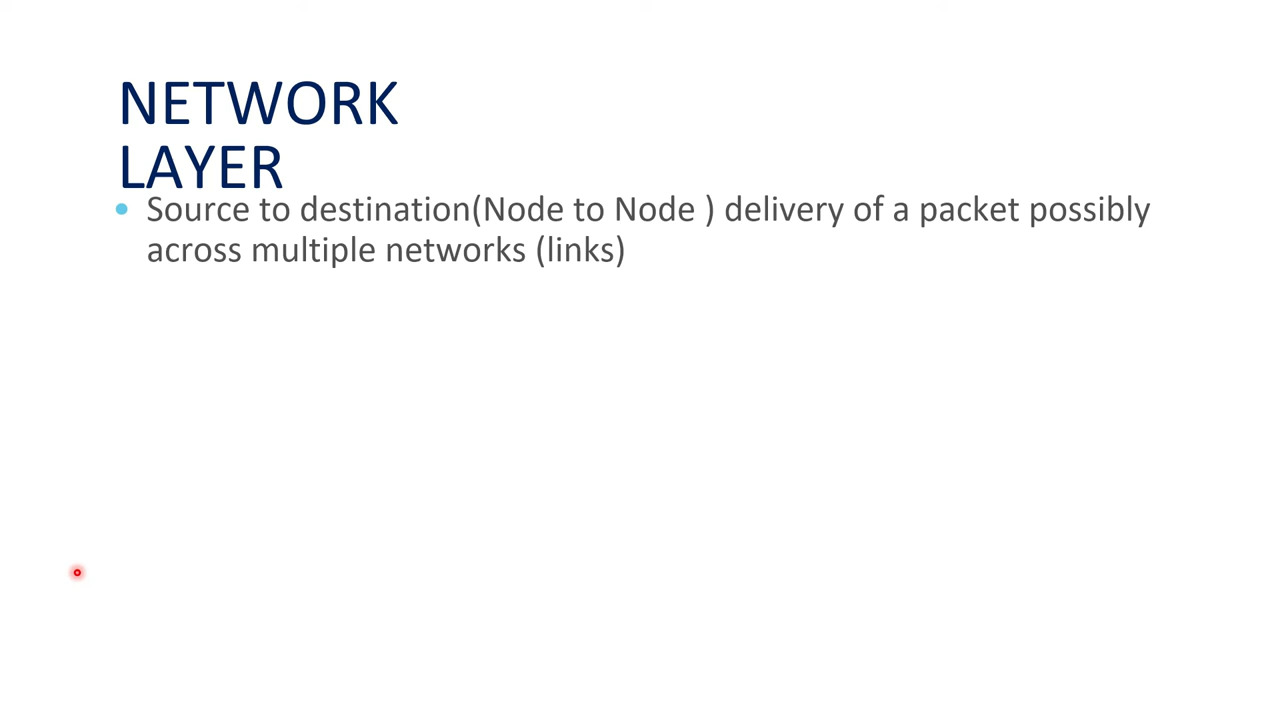 NETWORK
LAYER
• Source to destination(Node to Node ) delivery of a packet possibly
across multiple networks (links)